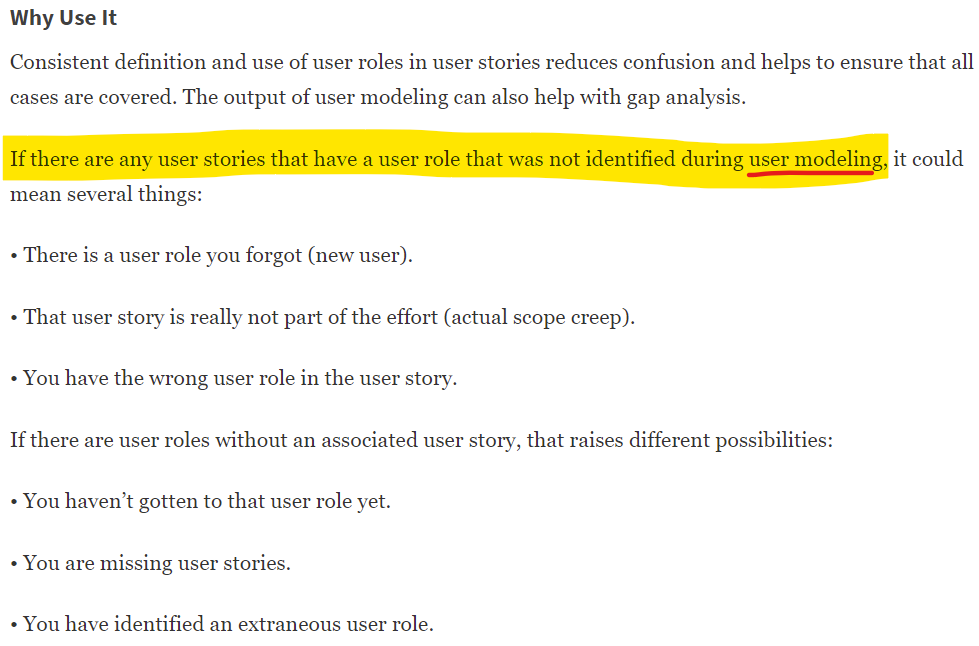 Why Use It
Consistent definition and use of user roles in user stories reduces confusion and helps to ensure that all
cases are covered. The output of user modeling can also help with gap analysis.
If there are any user stories that have a user role that was not identified during user modeling, it could
mean several things:
• There is a user role you forgot (new user).
• That user story is really not part of the effort (actual scope creep).
• You have the wrong user role in the user story.
If there are user roles without an associated user story, that raises different possibilities:
• You haven’t gotten to that user role yet.
• You are missing user stories.
• You have identified an extraneous user role.